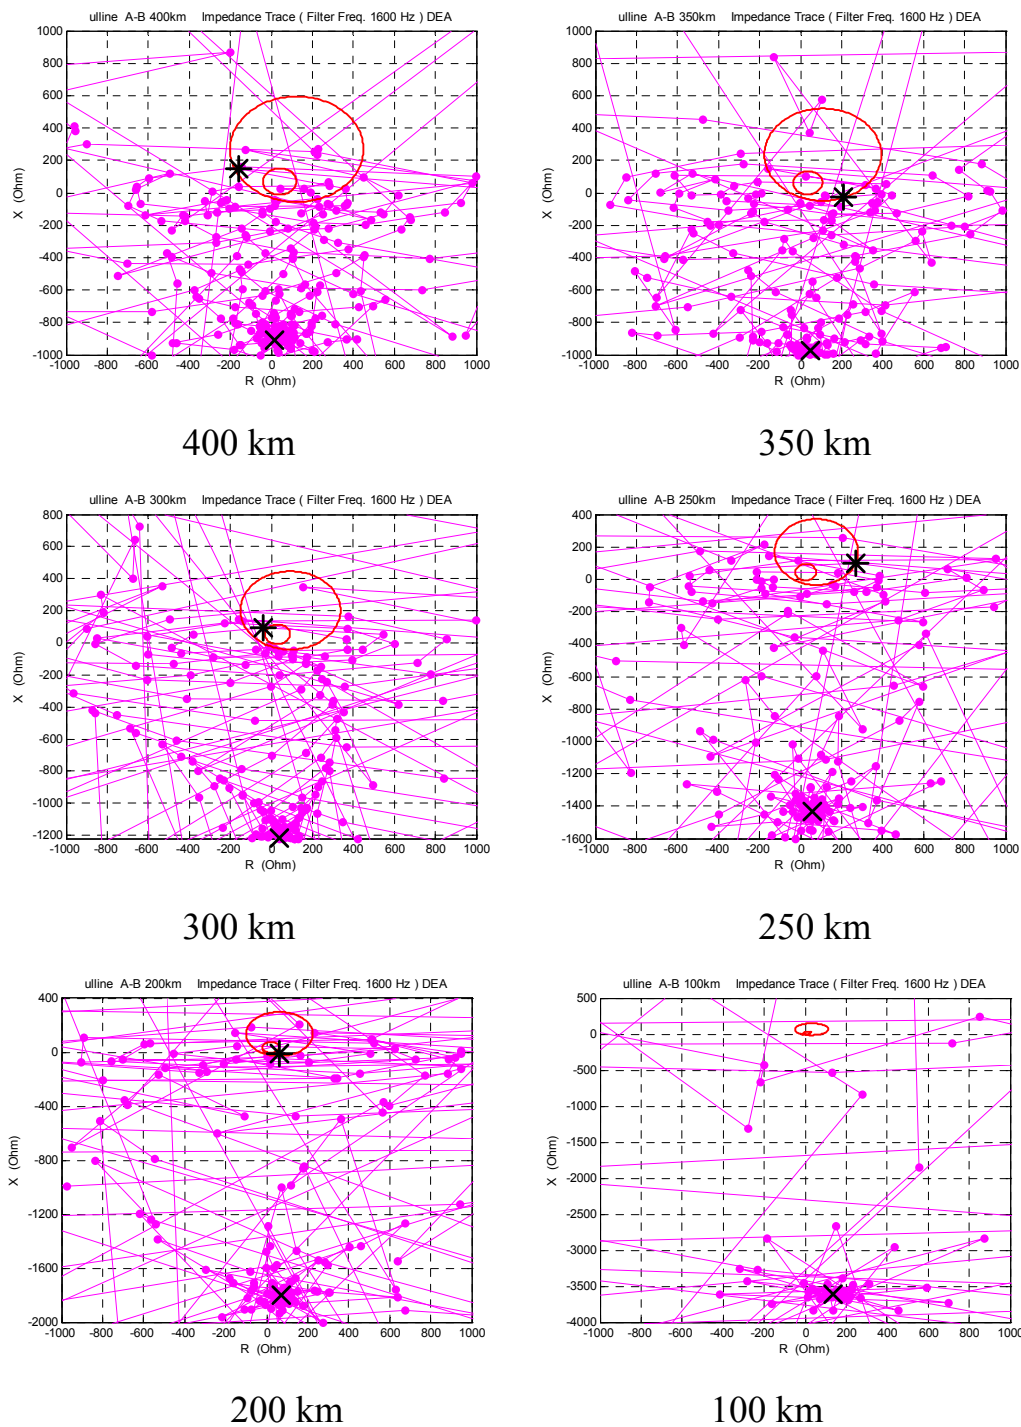 ulline A-B 400km Impedance Trace ( Filter Freq. 1600 Hz ) DEA
1000
800
600
400
200
0
-200
-400
-600
-800
-1000
X (Ohm)
-1000 -800 -600 -400 -200 0 200 400 600 800 1000
R (Ohm)
400 km
ulline A-B 350km Impedance Trace ( Filter Freq. 1600 Hz ) DEA
1000
800
600
400
200
0
-200
-400
-600
-800
-1000
X (Ohm)
-1000 -800 -600 -400 -200 0 200 400 600 800 1000
R (Ohm)
350 km
ulline A-B 300km Impedance Trace ( Filter Freq. 1600 Hz ) DEA
800
600
400
200
0
-200
-400
-600
-800
-1000
-1200
X (Ohm)
-1000 -800 -600 -400 -200 0 200 400 600 800 1000
R (Ohm)
300 km
ulline A-B 250km Impedance Trace ( Filter Freq. 1600 Hz ) DEA
400
200
0
-200
-400
-600
-800
-1000
-1200
-1400
-1600
X (Ohm)
-1000 -800 -600 -400 -200 0 200 400 600 800 1000
R (Ohm)
250 km
ulline A-B 200km Impedance Trace ( Filter Freq. 1600 Hz ) DEA
400
0
-400
-800
-1200
-1600
-2000
X (Ohm)
-1000 -800 -600 -400 -200 0 200 400 600 800 1000
R (Ohm)
200 km
ulline A-B 100km Impedance Trace ( Filter Freq. 1600 Hz ) DEA
500
0
-500
-1000
-1500
-2000
-2500
-3000
-3500
-4000
X (Ohm)
-1000 -800 -600 -400 -200 0 200 400 600 800 1000
R (Ohm)
100 km